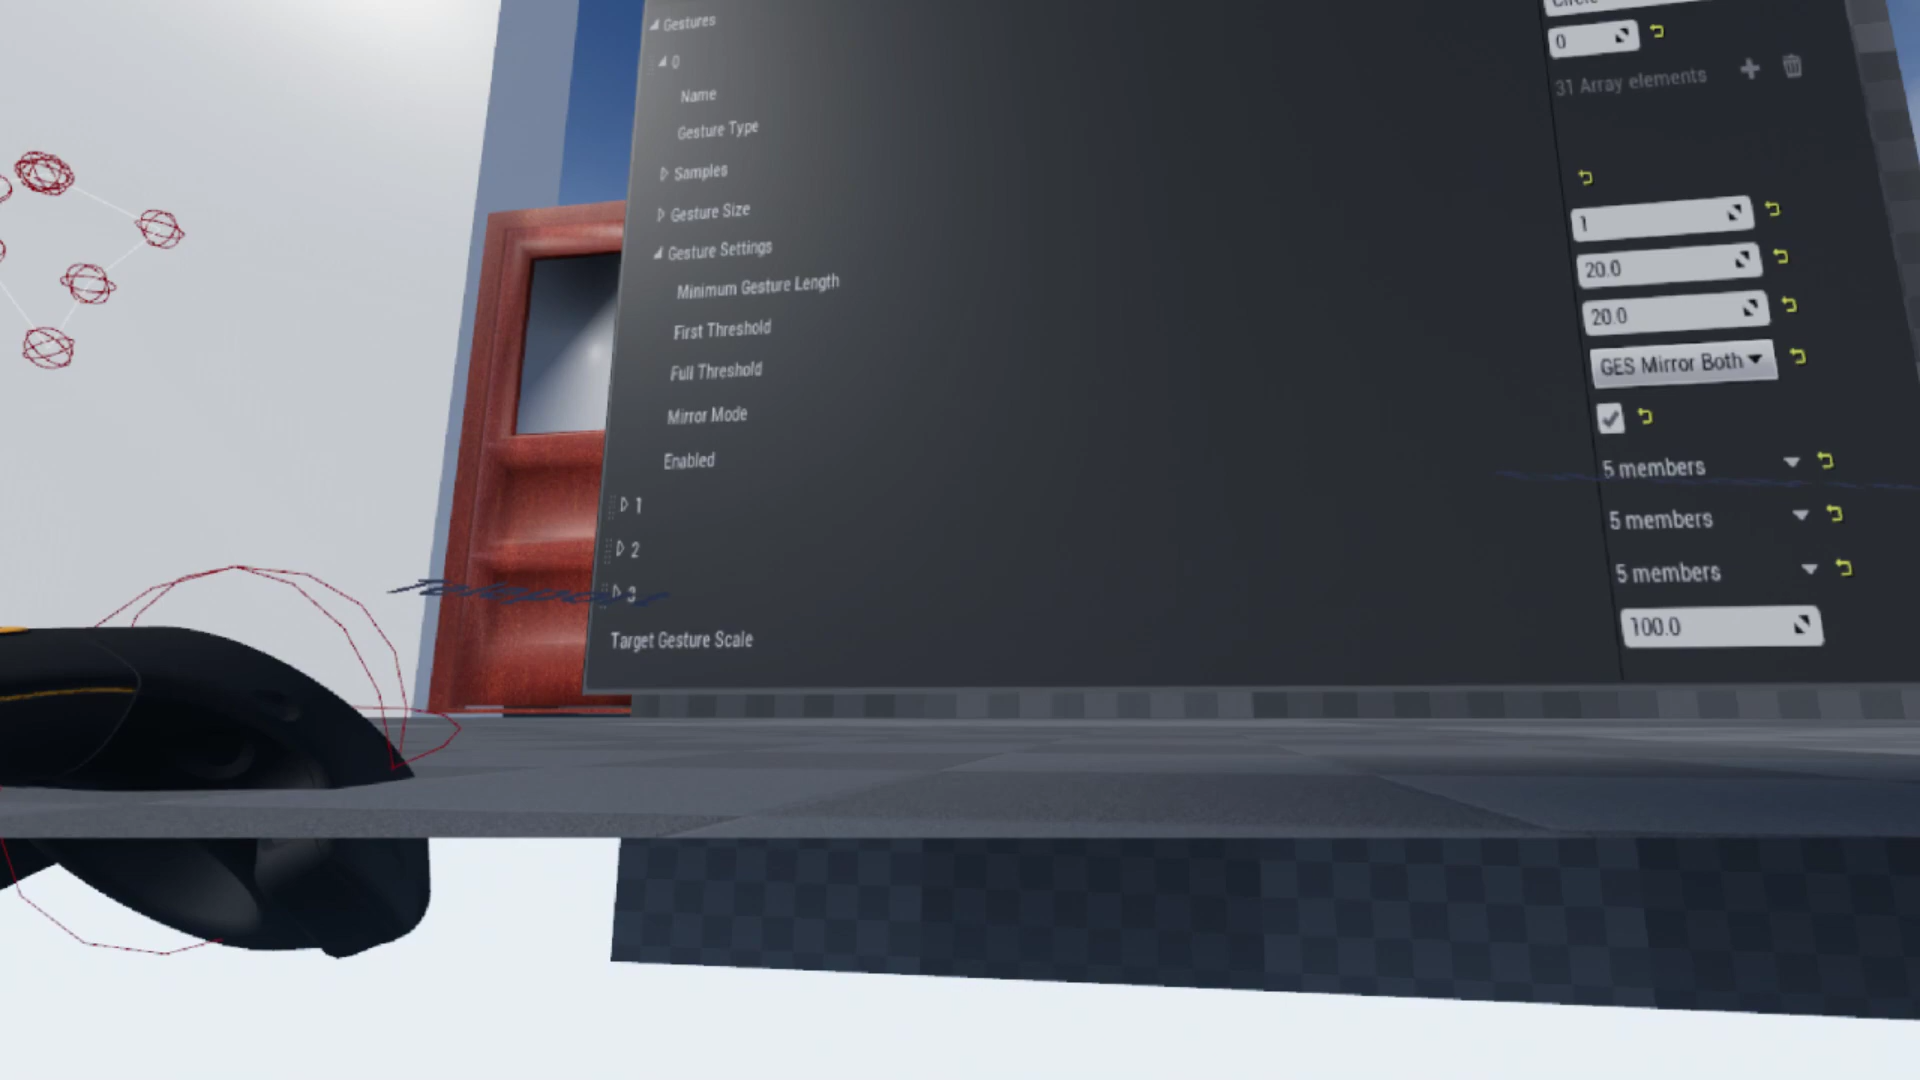 Gestures
0
Name
Gesture Type
Samples
Gesture Size
Gesture Settings
Minimum Gesture Length
First Threshold
Full Threshold
Mirror Mode
Enabled
1
2
3
Target Gesture Scale
Circle
0
31 Array elements
1
20.0
20.0
GES Mirror Both
5 members
5 members
5 members
100.0